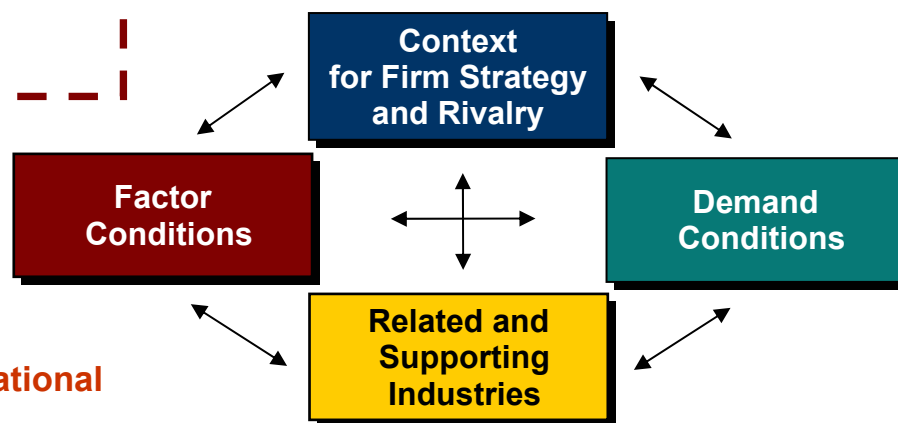 Context
for Firm Strategy
and Rivalry
Factor
Conditions
Demand
Conditions
Related and
Supporting
Industries
ational